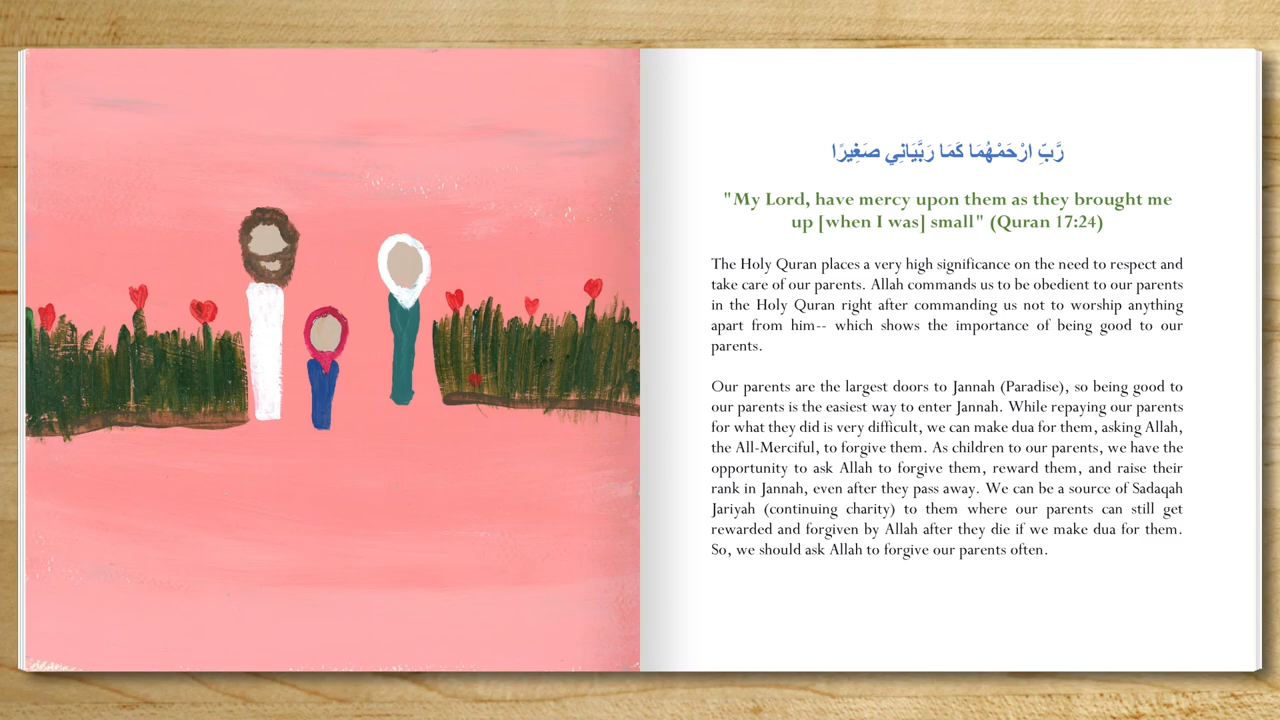 رَّبِّ ارْحَمْهُمَا كَمَا رَبَّيَانِي صَغِيرًا
"My Lord, have mercy upon them as they brought me
up [when I was] small" (Quran 17:24)
The Holy Quran places a very high significance on the need to respect and
take care of our parents. Allah commands us to be obedient to our parents
in the Holy Quran right after commanding us not to worship anything
apart from him-- which shows the importance of being good to our
parents.
Our parents are the largest doors to Jannah (Paradise), so being good to
our parents is the easiest way to enter Jannah. While repaying our parents
for what they did is very difficult, we can make dua for them, asking Allah,
the All-Merciful, to forgive them. As children to our parents, we have the
opportunity to ask Allah to forgive them, reward them, and raise their
rank in Jannah, even after they pass away. We can be a source of Sadaqah
Jariyah (continuing charity) to them where our parents can still get
rewarded and forgiven by Allah after they die if we make dua for them.
So, we should ask Allah to forgive our parents often.